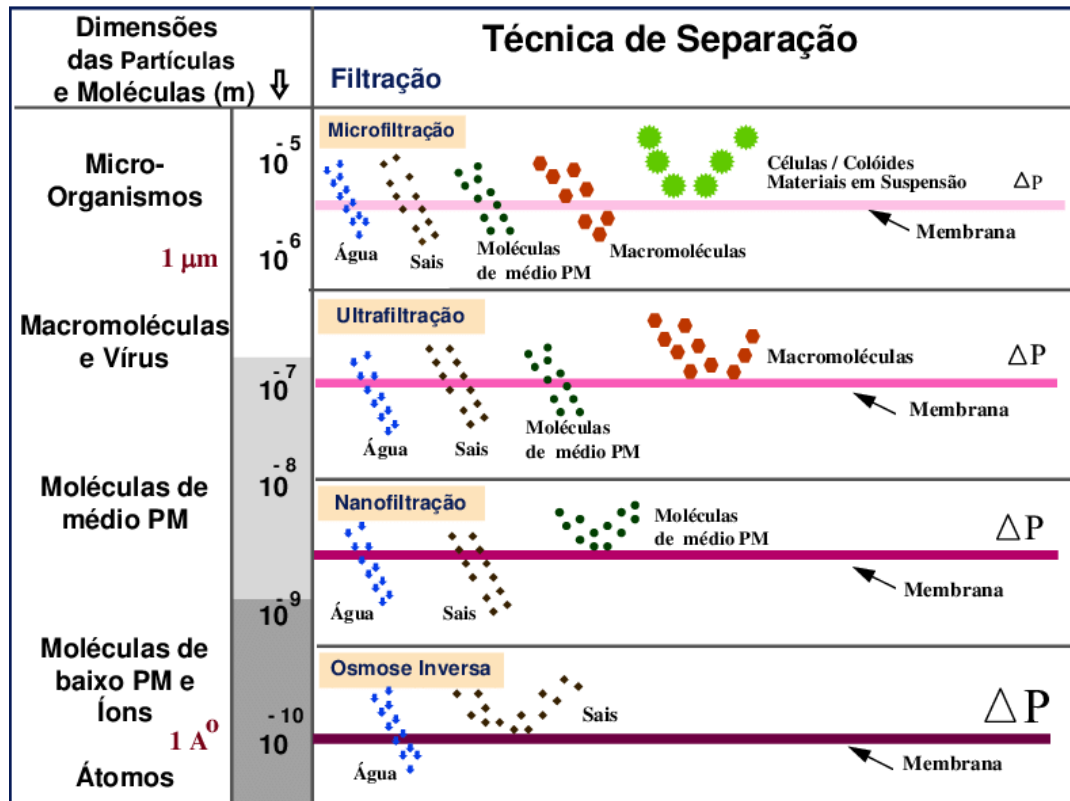 Dimensões
das Partículas
e Moléculas (m)
Técnica de Separação
Filtração
Micro-
Organismos
1 µm
Macromoléculas
e Vírus
Moléculas de
médio PM
Moléculas de
baixo PM e
Íons
1 Aº
Átomos
10⁻⁵
10⁻⁶
10⁻⁷
10⁻⁸
10⁻⁹
10⁻¹⁰
Microfiltração
Células / Colóides
Materiais em Suspensão
ΔP
Membrana
Água
Sais
Moléculas
de médio PM
Macromoléculas
Ultrafiltração
Macromoléculas
ΔP
Membrana
Água
Sais
Moléculas
de médio PM
Nanofiltração
Moléculas
de médio PM
ΔP
Membrana
Água
Sais
Osmose Inversa
Sais
ΔP
Membrana
Água